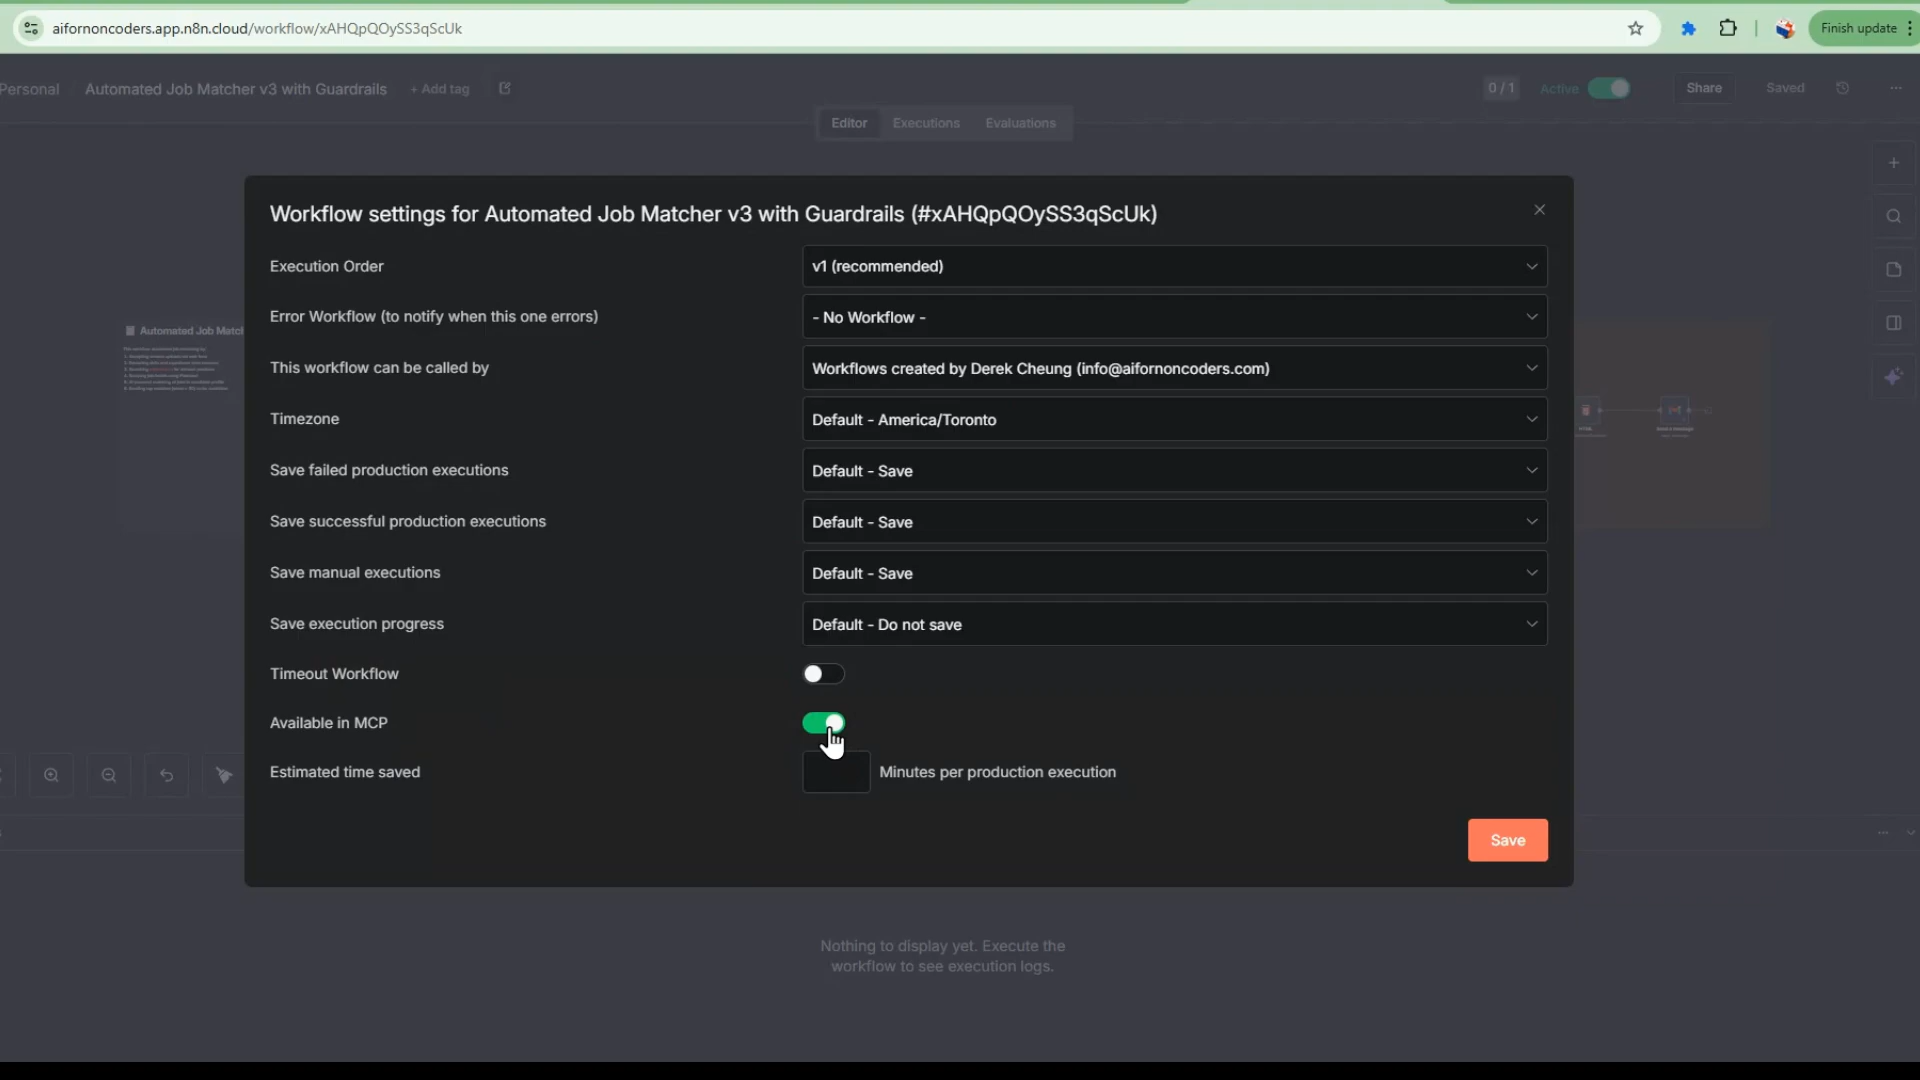 aifornoncoders.app.n8n.cloud/workflow/xAHQpQOySS3qScUk
Finish update
Personal
Automated Job Matcher v3 with Guardrails
+ Add tag
0 / 1
Active
Share
Saved
Editor
Executions
Evaluations
Workflow settings for Automated Job Matcher v3 with Guardrails (#xAHQpQOySS3qScUk)
Execution Order
v1 (recommended)
Error Workflow (to notify when this one errors)
- No Workflow -
This workflow can be called by
Workflows created by Derek Cheung (info@aifornoncoders.com)
Timezone
Default - America/Toronto
Save failed production executions
Default - Save
Save successful production executions
Default - Save
Save manual executions
Default - Save
Save execution progress
Default - Do not save
Timeout Workflow
Available in MCP
Estimated time saved
Minutes per production execution
Save
Automated Job Matcl
HTML
Send a message
Nothing to display yet. Execute the
workflow to see execution logs.